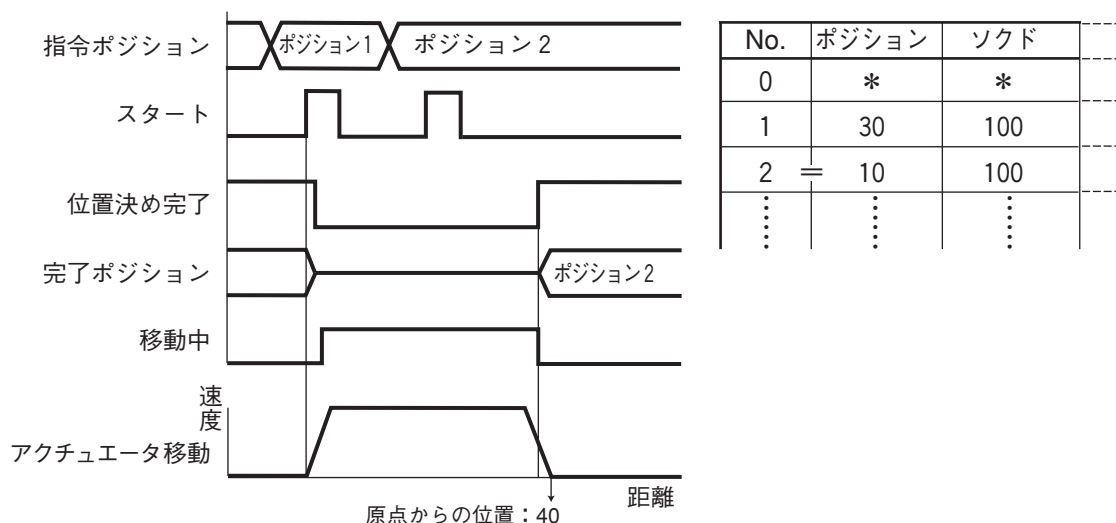 指令ポジション
ポジション1
ポジション2
スタート
位置決め完了
完了ポジション
ポジション2
移動中
速度
アクチュエータ移動
距離
原点からの位置：40
No. ポジション ソクド
0 * *
1 30 100
2 = 10 100